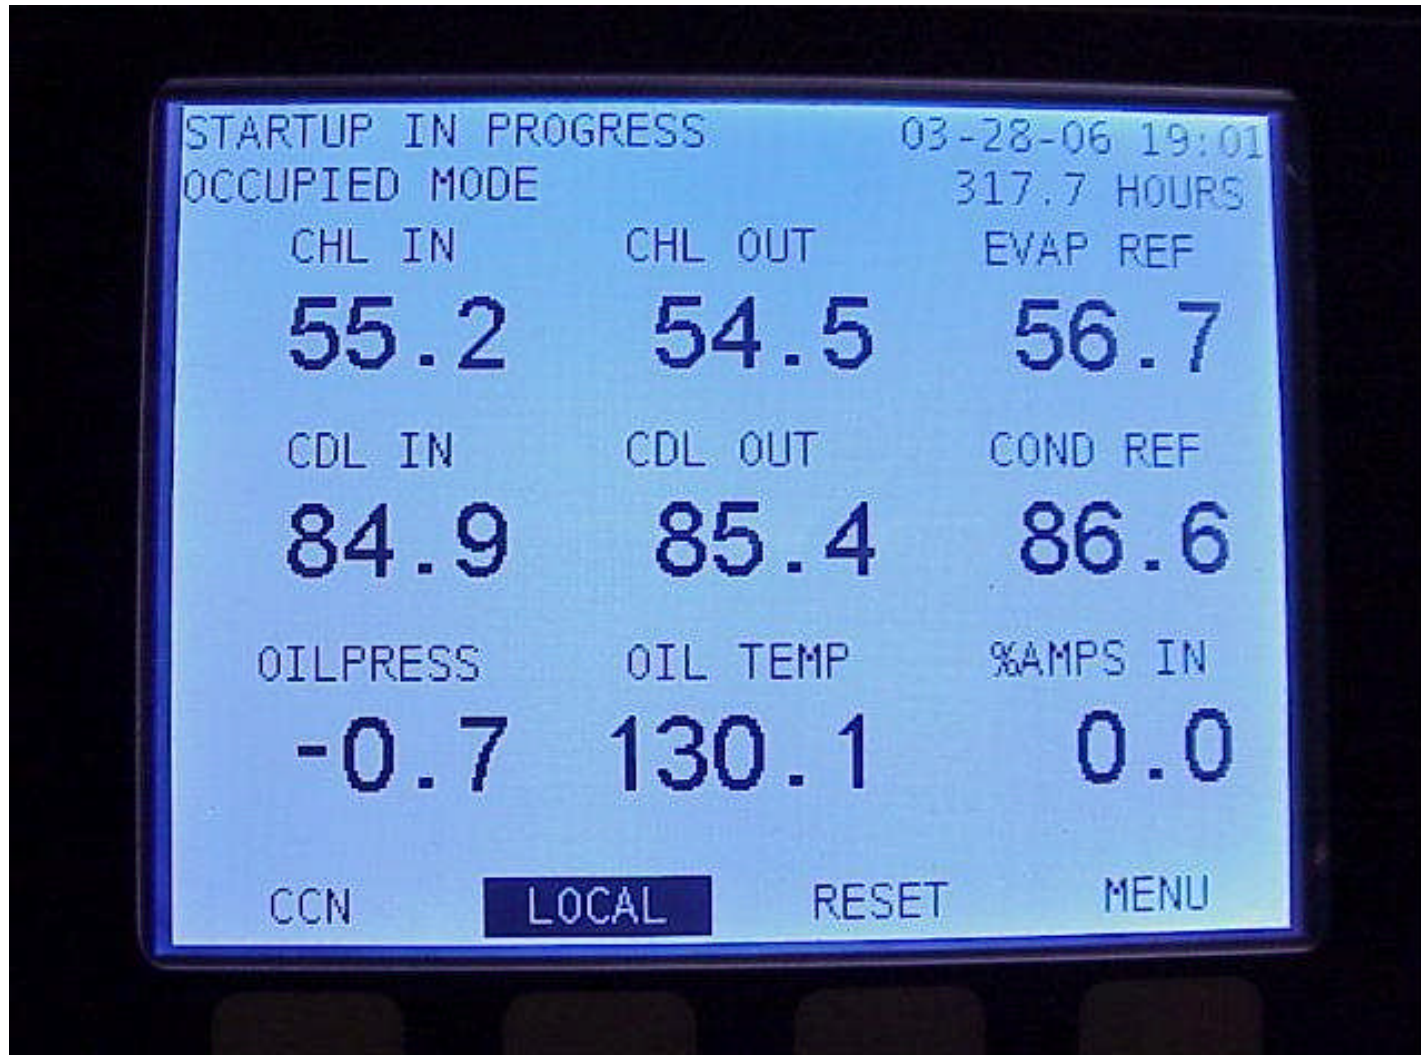 STARTUP IN PROGRESS 03-28-06 19:01
OCCUPIED MODE 317.7 HOURS
CHL IN CHL OUT EVAP REF
55.2 54.5 56.7
CDL IN CDL OUT COND REF
84.9 85.4 86.6
OILPRESS OIL TEMP %AMPS IN
-0.7 130.1 0.0
CCN LOCAL RESET MENU